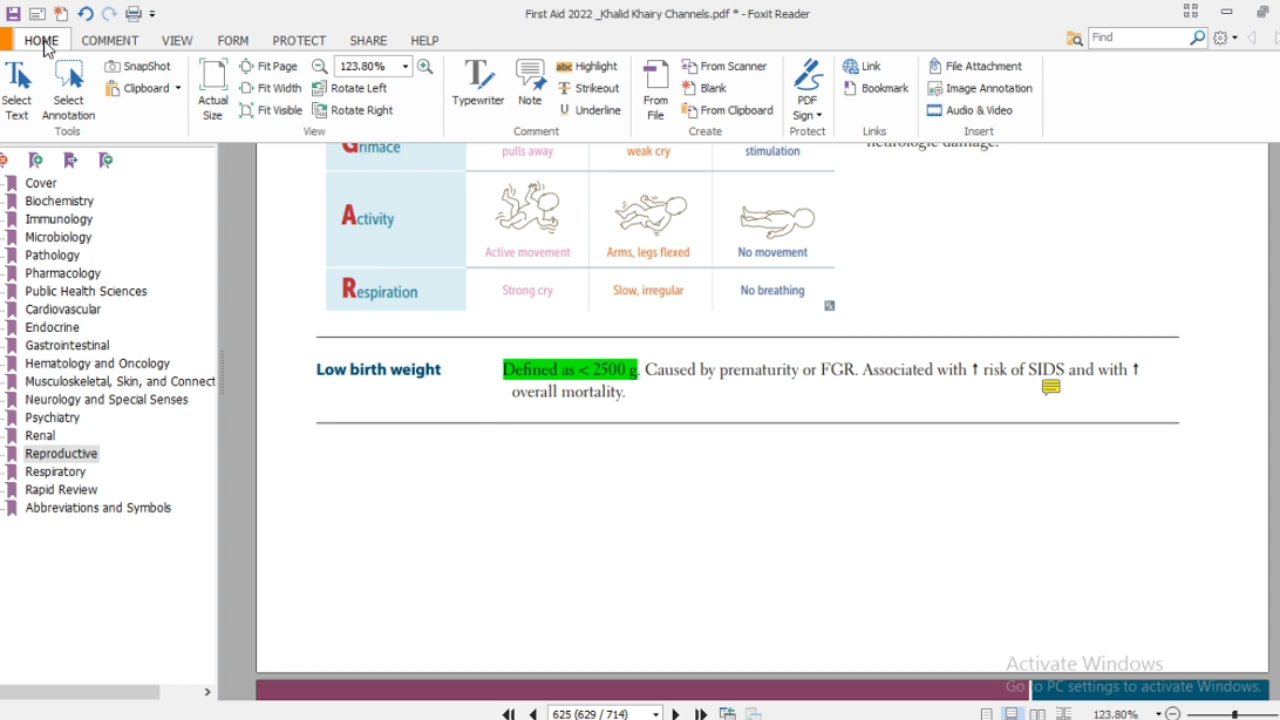 First Aid 2022 _Khalid Khairy Channels.pdf * - Foxit Reader
HOME COMMENT VIEW FORM PROTECT SHARE HELP
Find
Select Text
Select Annotation
SnapShot
Clipboard
Tools
Actual Size
Fit Page
Fit Width
Fit Visible
123.80%
Rotate Left
Rotate Right
View
Typewriter
Note
Highlight
Strikeout
Underline
Comment
From File
From Scanner
Blank
From Clipboard
Create
PDF Sign
Protect
Link
Bookmark
Links
File Attachment
Image Annotation
Audio & Video
Insert
Cover
Biochemistry
Immunology
Microbiology
Pathology
Pharmacology
Public Health Sciences
Cardiovascular
Endocrine
Gastrointestinal
Hematology and Oncology
Musculoskeletal, Skin, and Connect
Neurology and Special Senses
Psychiatry
Renal
Reproductive
Respiratory
Rapid Review
Abbreviations and Symbols
Grimace pulls away weak cry stimulation
neurologic damage.
Activity
Active movement Arms, legs flexed No movement
Respiration Strong cry Slow, irregular No breathing
Low birth weight Defined as < 2500 g. Caused by prematurity or FGR. Associated with ↑ risk of SIDS and with ↑
overall mortality.
Activate Windows
Go to PC settings to activate Windows.
625 (629 / 714) 123.80%